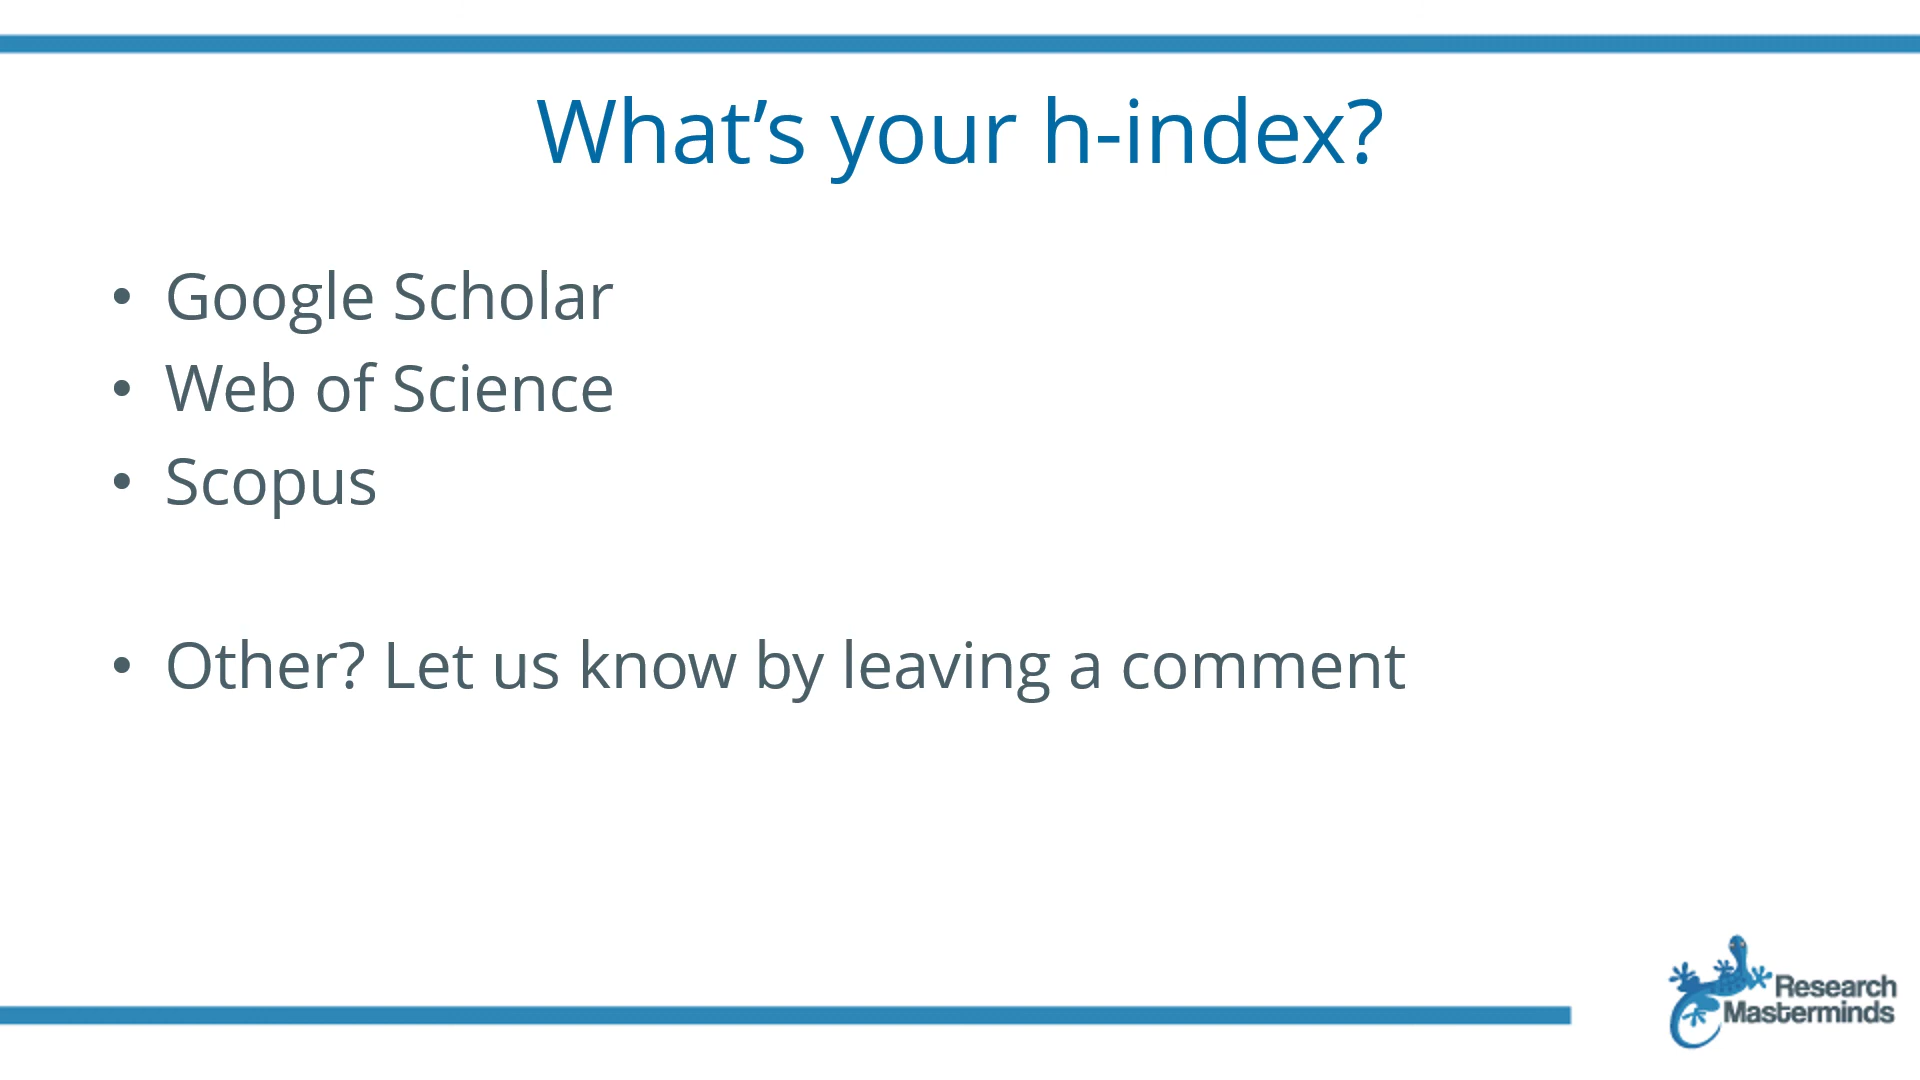 What’s your h-index?
• Google Scholar
• Web of Science
• Scopus
• Other? Let us know by leaving a comment
Research
Masterminds